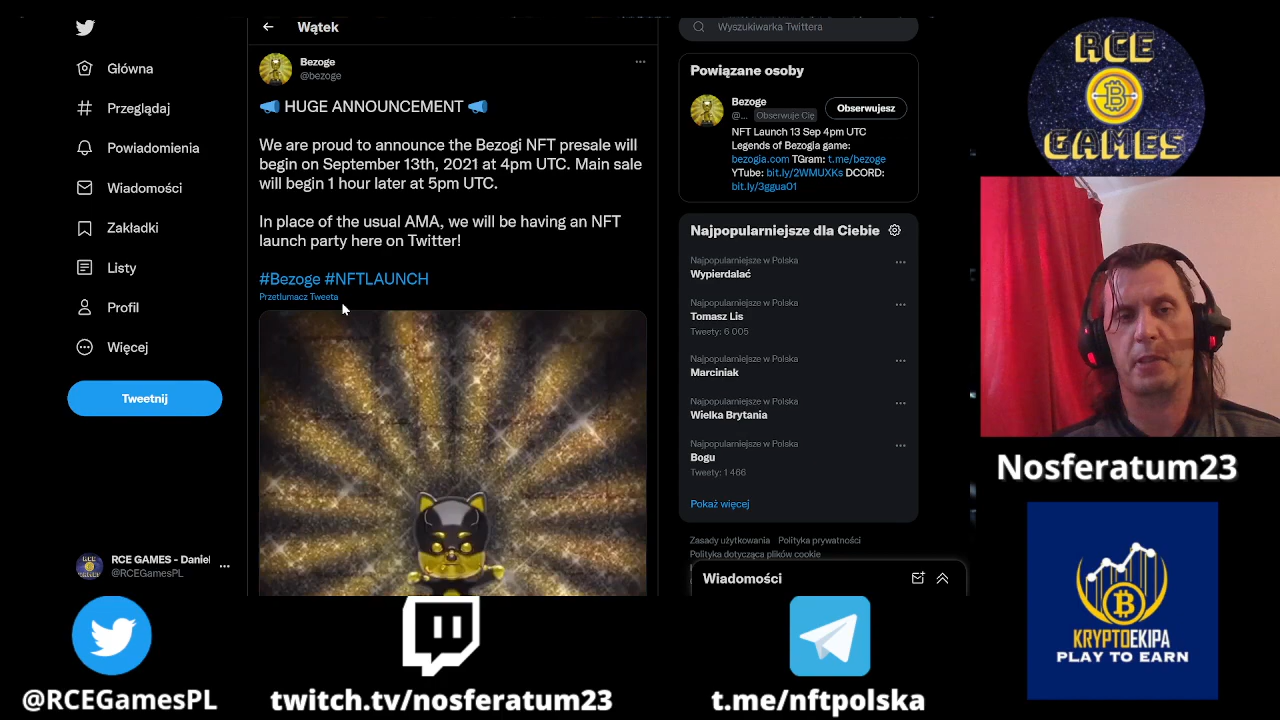 Główna
Przeglądaj
Powiadomienia
Wiadomości
Zakładki
Listy
Profil
Więcej
Tweetnij
RCE GAMES - Daniel
@RCEGamesPL
Wątek
Bezoge
@bezoge
HUGE ANNOUNCEMENT
We are proud to announce the Bezogi NFT presale will
begin on September 13th, 2021 at 4pm UTC. Main sale
will begin 1 hour later at 5pm UTC.
In place of the usual AMA, we will be having an NFT
launch party here on Twitter!
#Bezoge #NFTLAUNCH
Przetłumacz Tweeta
Wyszukiwarka Twittera
Powiązane osoby
Bezoge
@... Obserwuje Cię
Obserwujesz
NFT Launch 13 Sep 4pm UTC
Legends of Bezogia game:
bezogia.com TGram: t.me/bezoge
YTube: bit.ly/2WMUXKs DCORD:
bit.ly/3ggua01
Najpopularniejsze dla Ciebie
Najpopularniejsze w Polska
Wypierdalać
Najpopularniejsze w Polska
Tomasz Lis
Tweety: 6 005
Najpopularniejsze w Polska
Marciniak
Najpopularniejsze w Polska
Wielka Brytania
Najpopularniejsze w Polska
Bogu
Tweety: 1 466
Pokaż więcej
Zasady użytkowania Polityka prywatności
Polityka dotycząca plików cookie
Wiadomości
RCE
GAMES
Nosferatum23
KRYPTOEKIPA
PLAY TO EARN
@RCEGamesPL
twitch.tv/nosferatum23
t.me/nftpolska